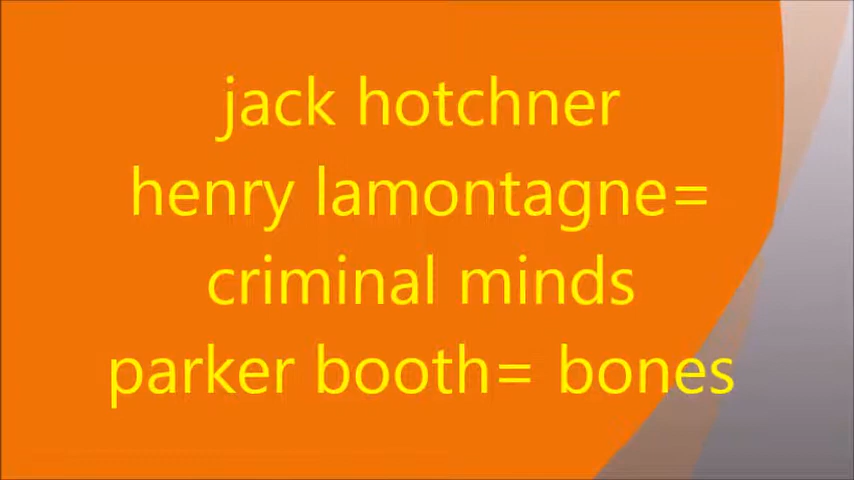 jack hotchner
henry lamontagne=
criminal minds
parker booth= bones